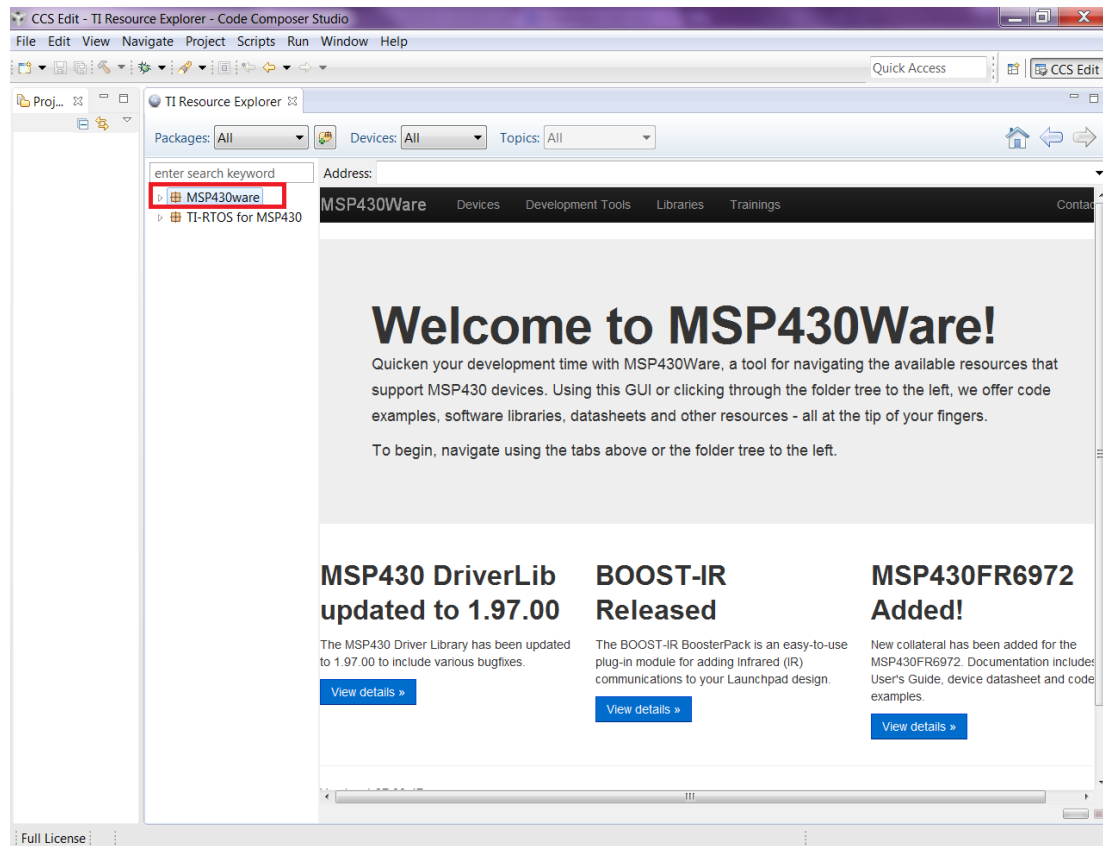 CCS Edit - TI Resource Explorer - Code Composer Studio
File Edit View Navigate Project Scripts Run Window Help
Quick Access
CCS Edit
Proj...
TI Resource Explorer
Packages: All
Devices: All
Topics: All
enter search keyword
Address:
MSP430ware
TI-RTOS for MSP430
MSP430Ware Devices Development Tools Libraries Trainings Contac
Welcome to MSP430Ware!
Quicken your development time with MSP430Ware, a tool for navigating the available resources that
support MSP430 devices. Using this GUI or clicking through the folder tree to the left, we offer code
examples, software libraries, datasheets and other resources - all at the tip of your fingers.
To begin, navigate using the tabs above or the folder tree to the left.
MSP430 DriverLib
updated to 1.97.00
The MSP430 Driver Library has been updated
to 1.97.00 to include various bugfixes.
View details »
BOOST-IR
Released
The BOOST-IR BoosterPack is an easy-to-use
plug-in module for adding Infrared (IR)
communications to your Launchpad design.
View details »
MSP430FR6972
Added!
New collateral has been added for the
MSP430FR6972. Documentation includes
User's Guide, device datasheet and code
examples.
View details »
Full License